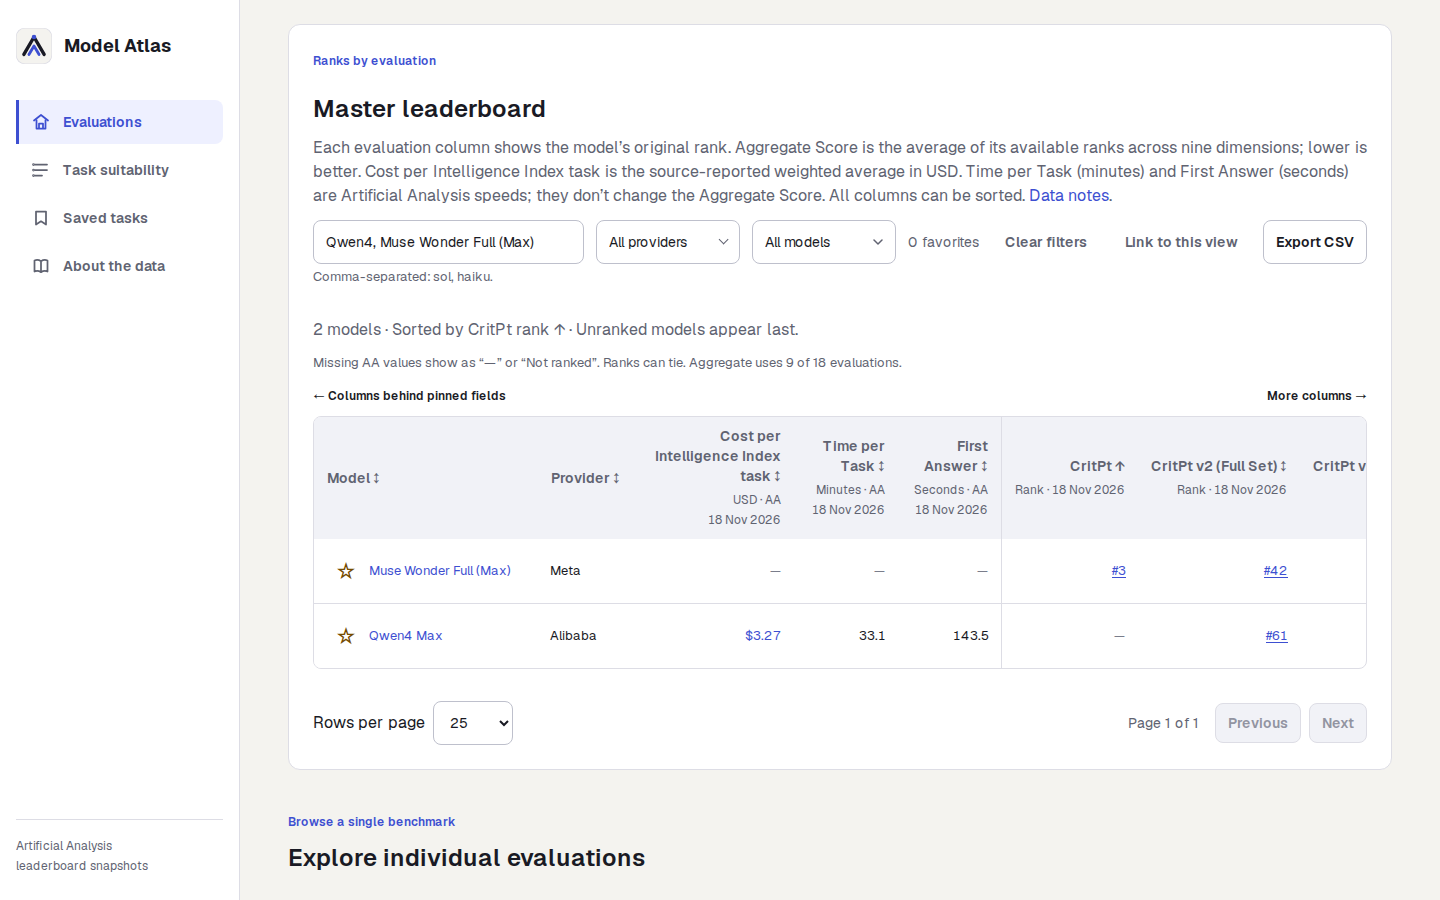 Model Atlas
Evaluations
Task suitability
Saved tasks
About the data
Artificial Analysis
leaderboard snapshots
Ranks by evaluation
Master leaderboard
Each evaluation column shows the model’s original rank. Aggregate Score is the average of its available ranks across nine dimensions; lower is
better. Cost per Intelligence Index task is the source-reported weighted average in USD. Time per Task (minutes) and First Answer (seconds)
are Artificial Analysis speeds; they don’t change the Aggregate Score. All columns can be sorted. Data notes.
Qwen4, Muse Wonder Full (Max) All providers All models 0 favorites Clear filters Link to this view Export CSV
Comma-separated: sol, haiku.
2 models · Sorted by CritPt rank ↑ · Unranked models appear last.
Missing AA values show as “—” or “Not ranked”. Ranks can tie. Aggregate uses 9 of 18 evaluations.
← Columns behind pinned fields More columns →
Model ↕
Provider ↕
Cost per
Intelligence Index
task ↕
USD · AA
18 Nov 2026
Time per
Task ↕
Minutes · AA
18 Nov 2026
First
Answer ↕
Seconds · AA
18 Nov 2026
CritPt ↑
Rank · 18 Nov 2026
CritPt v2 (Full Set) ↕
Rank · 18 Nov 2026
CritPt v
☆ Muse Wonder Full (Max) Meta — — — #3 #42
☆ Qwen4 Max Alibaba $3.27 33.1 143.5 — #61
Rows per page 25 Page 1 of 1 Previous Next
Browse a single benchmark
Explore individual evaluations